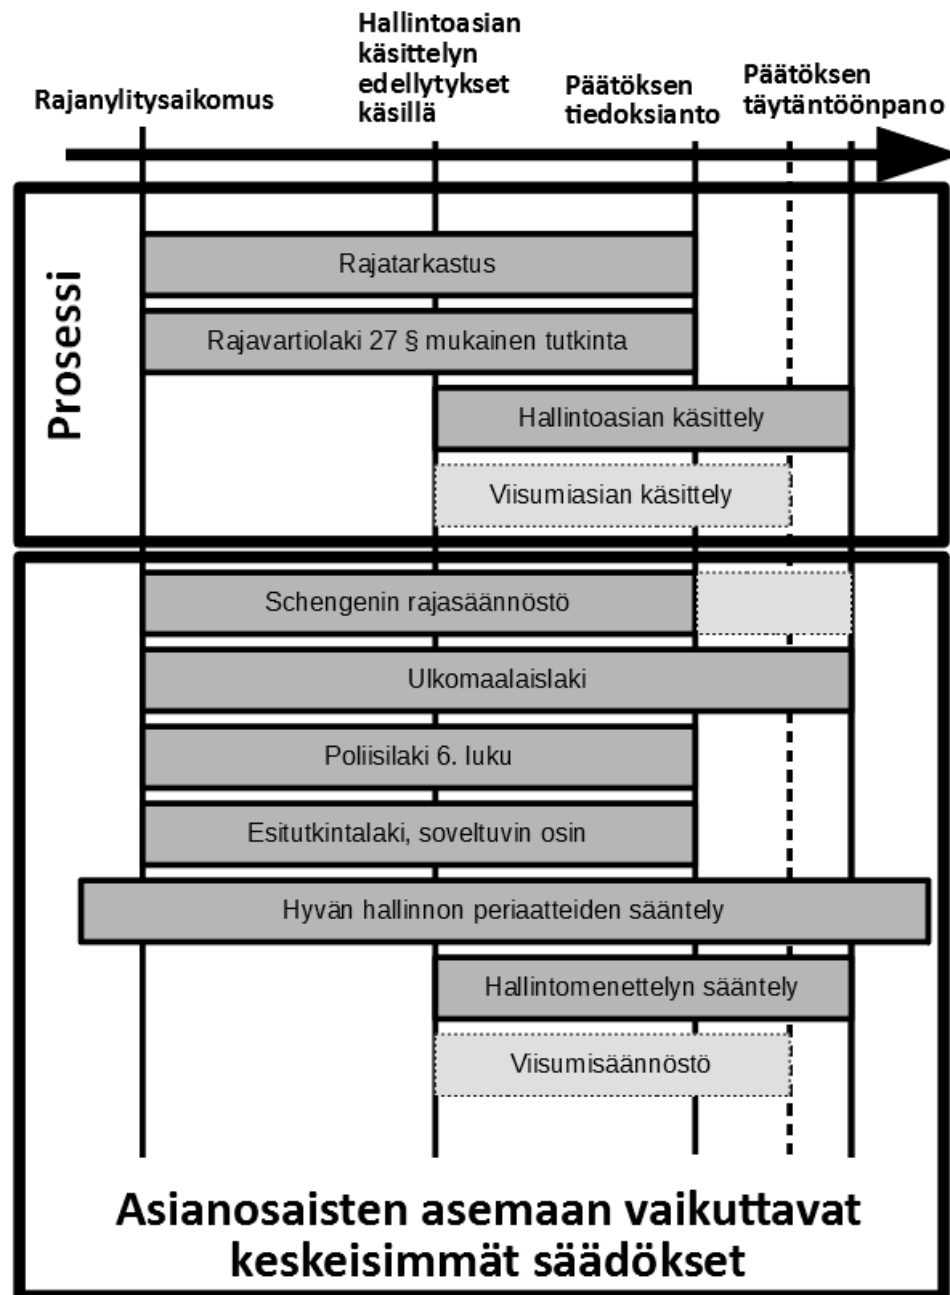 Rajanylitysaikomus
Hallintoasian
käsittelyn
edellytykset
käsillä
Päätöksen
tiedoksianto
Päätöksen
täytäntöönpano
Prosessi
Rajatarkastus
Rajavartiolaki 27 § mukainen tutkinta
Hallintoasian käsittely
Viisumiasian käsittely
Schengenin rajasäännöstö
Ulkomaalaislaki
Poliisilaki 6. luku
Esitutkintalaki, soveltuvin osin
Hyvän hallinnon periaatteiden sääntely
Hallintomenettelyn sääntely
Viisumisäännöstö
Asianosaisten asemaan vaikuttavat
keskeisimmät säädökset